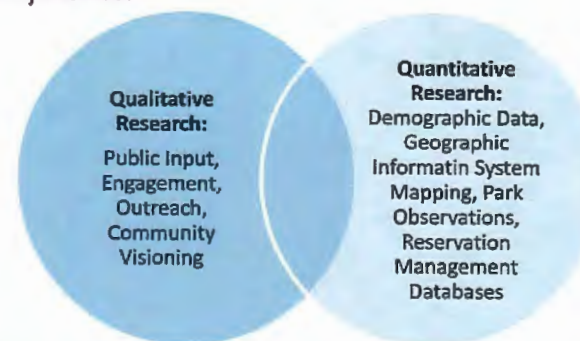 Qualitative
Research:
Public Input,
Engagement,
Outreach,
Community
Visioning
Quantitative
Research:
Demographic Data,
Geographic
Informatin System
Mapping, Park
Observations,
Reservation
Management
Databases